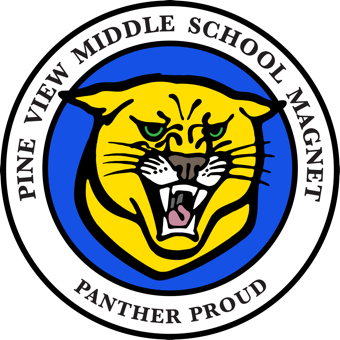 PINE VIEW MIDDLE SCHOOL MAGNET
PANTHER PROUD